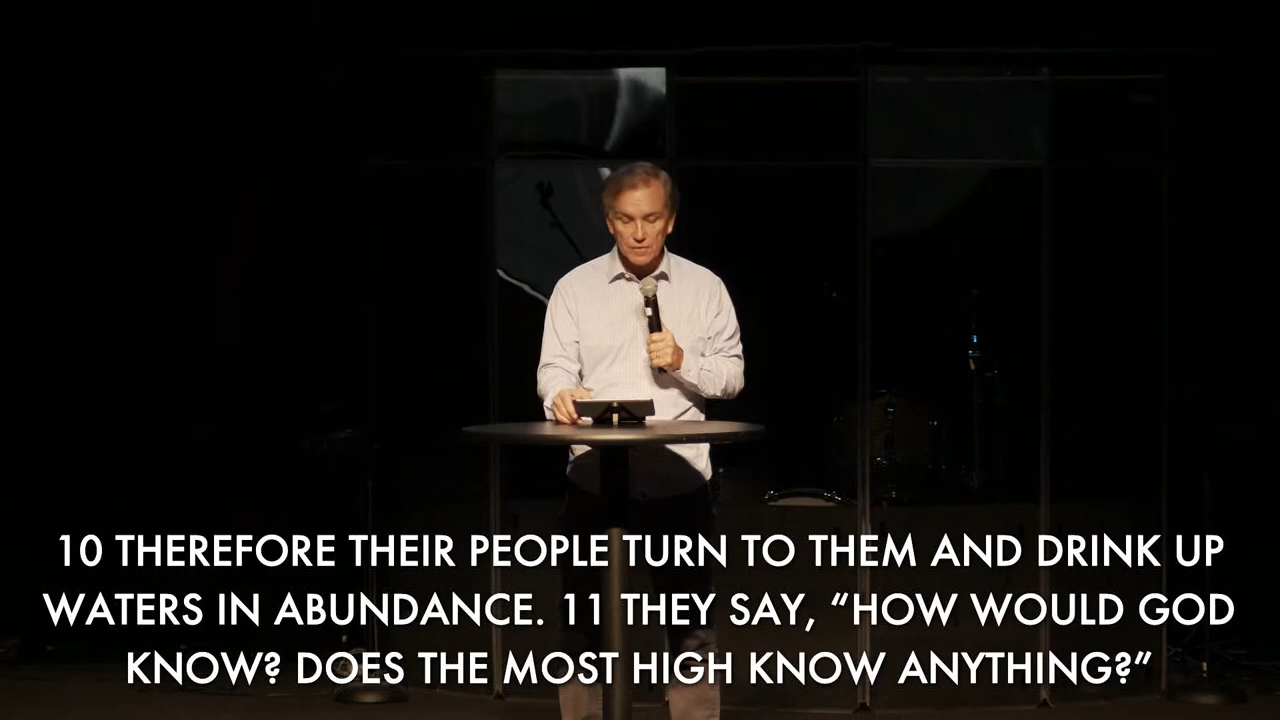 10 THEREFORE THEIR PEOPLE TURN TO THEM AND DRINK UP
WATERS IN ABUNDANCE. 11 THEY SAY, “HOW WOULD GOD
KNOW? DOES THE MOST HIGH KNOW ANYTHING?”